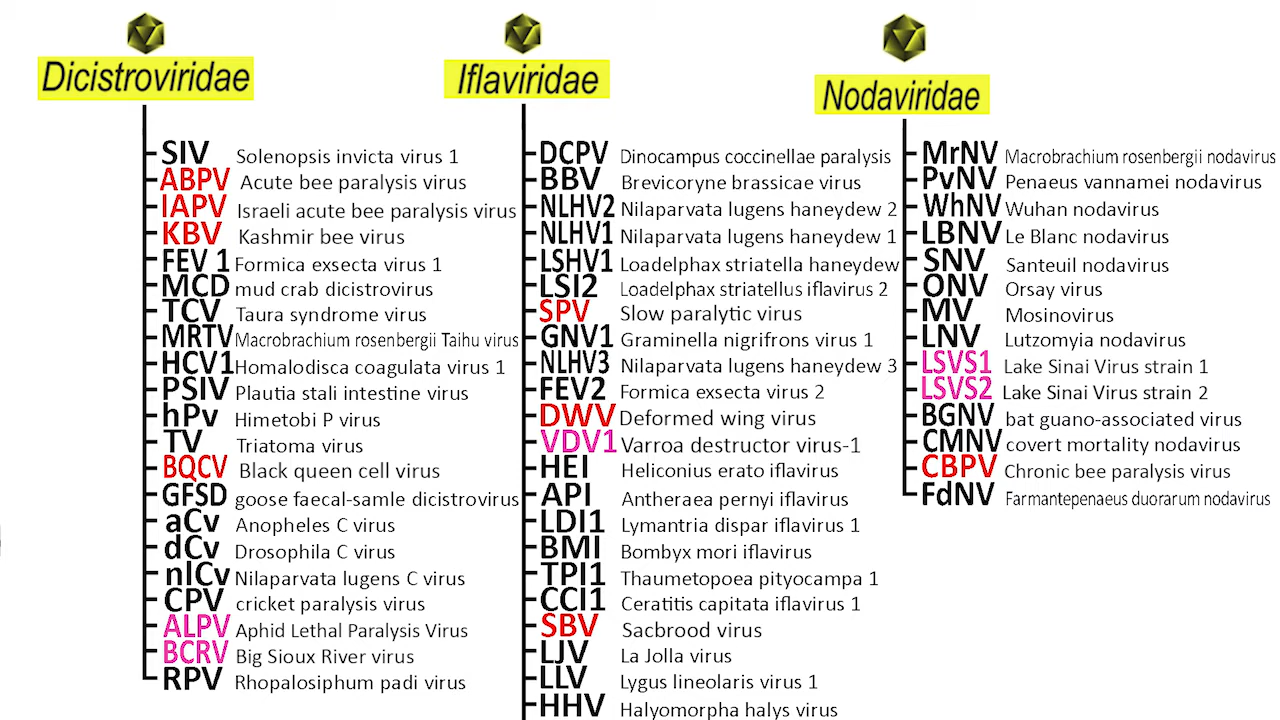 Dicistroviridae
SIV Solenopsis invicta virus 1
ABPV Acute bee paralysis virus
IAPV Israeli acute bee paralysis virus
KBV Kashmir bee virus
FEV 1 Formica exsecta virus 1
MCD mud crab dicistrovirus
TCV Taura syndrome virus
MRTV Macrobrachium rosenbergii Taihu virus
HCV1 Homalodisca coagulata virus 1
PSIV Plautia stali intestine virus
hPv Himetobi P virus
TV Triatoma virus
BQCV Black queen cell virus
GFSD goose faecal-samle dicistrovirus
aCv Anopheles C virus
dCv Drosophila C virus
nlCv Nilaparvata lugens C virus
CPV cricket paralysis virus
ALPV Aphid Lethal Paralysis Virus
BCRV Big Sioux River virus
RPV Rhopalosiphum padi virus
Iflaviridae
DCPV Dinocampus coccinellae paralysis
BBV Brevicoryne brassicae virus
NLHV2 Nilaparvata lugens haneydew 2
NLHV1 Nilaparvata lugens haneydew 1
LSHV1 Loadelphax striatella haneydew
LSI2 Loadelphax striatellus iflavirus 2
SPV Slow paralytic virus
GNV1 Graminella nigrifrons virus 1
NLHV3 Nilaparvata lugens haneydew 3
FEV2 Formica exsecta virus 2
DWV Deformed wing virus
VDV1 Varroa destructor virus-1
HEI Heliconius erato iflavirus
API Antheraea pernyi iflavirus
LDI1 Lymantria dispar iflavirus 1
BMI Bombyx mori iflavirus
TPI1 Thaumetopoea pityocampa 1
CCI1 Ceratitis capitata iflavirus 1
SBV Sacbrood virus
LJV La Jolla virus
LLV Lygus lineolaris virus 1
HHV Halyomorpha halys virus
Nodaviridae
MrNV Macrobrachium rosenbergii nodavirus
PvNV Penaeus vannamei nodavirus
WhNV Wuhan nodavirus
LBNV Le Blanc nodavirus
SNV Santeuil nodavirus
ONV Orsay virus
MV Mosinovirus
LNV Lutzomyia nodavirus
LSVS1 Lake Sinai Virus strain 1
LSVS2 Lake Sinai Virus strain 2
BGNV bat guano-associated virus
CMNV covert mortality nodavirus
CBPV Chronic bee paralysis virus
FdNV Farmantepenaeus duorarum nodavirus